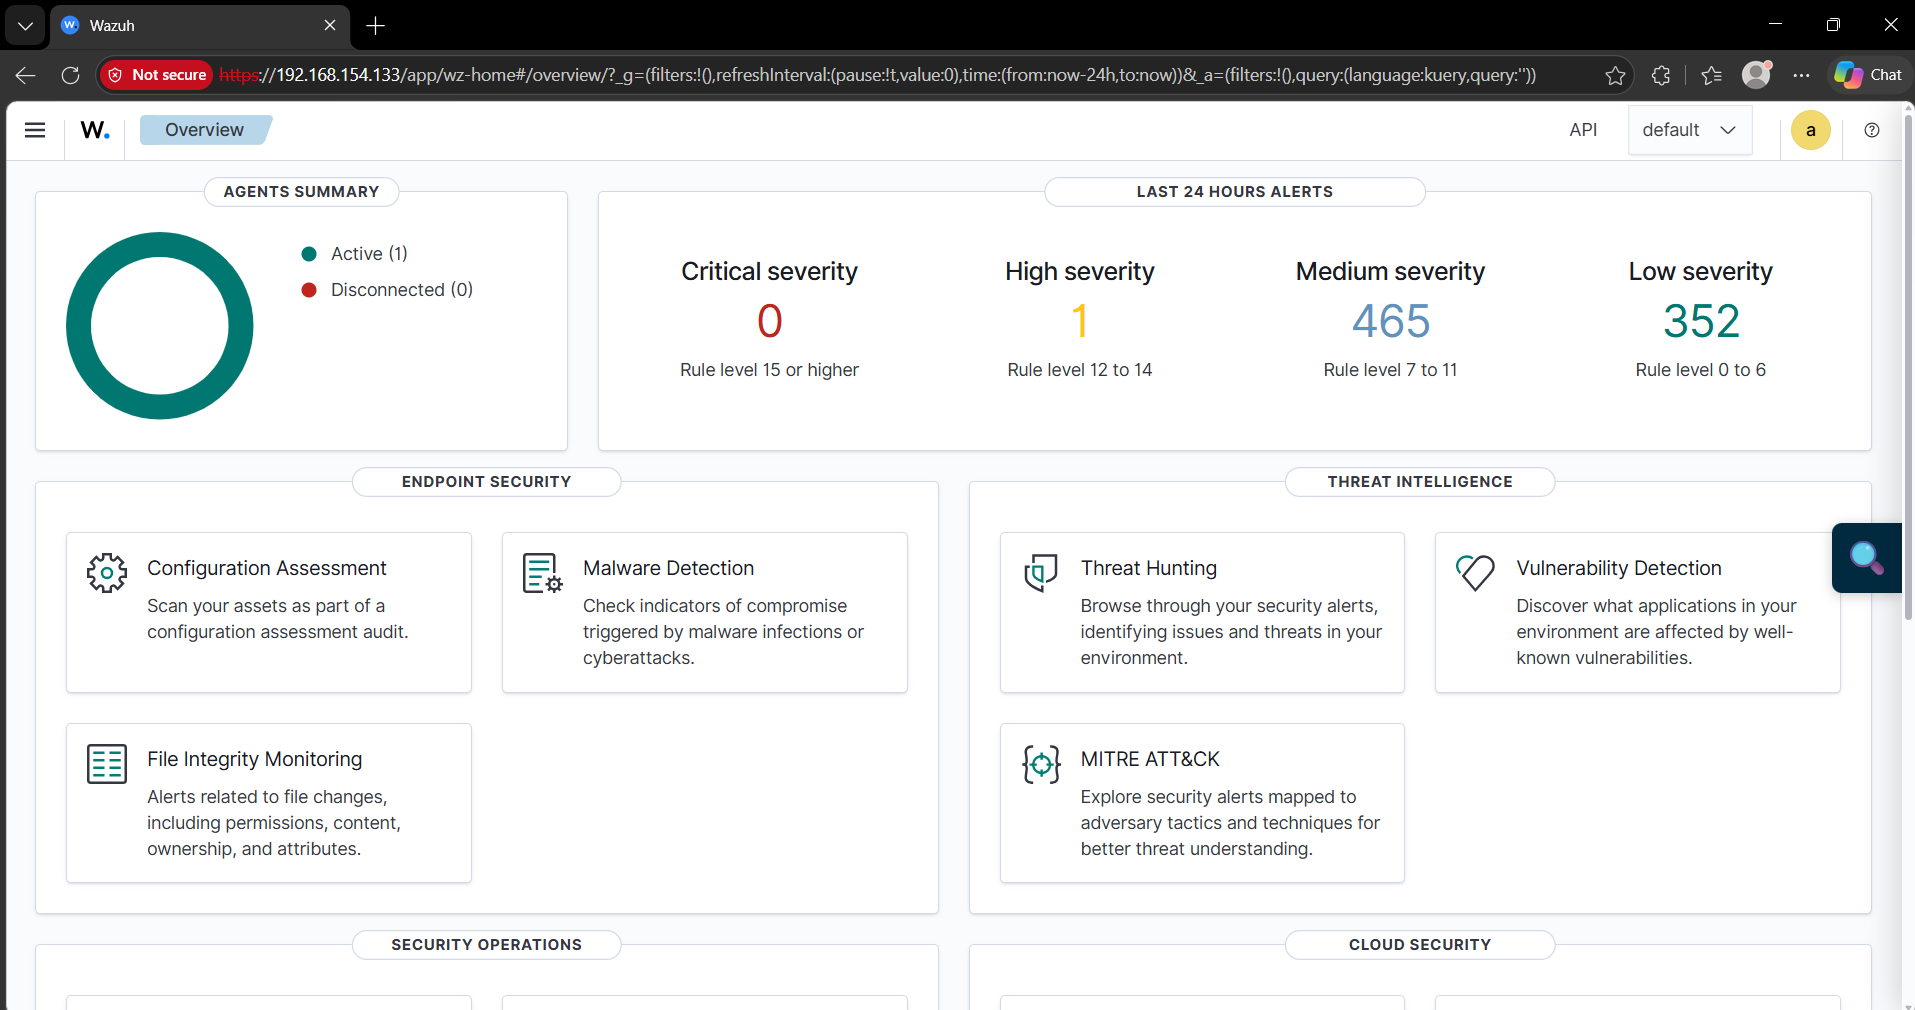 Wazuh
Not secure https://192.168.154.133/app/wz-home#/overview/?_g=(filters:!(),refreshInterval:(pause:!t,value:0),time:(from:now-24h,to:now))&_a=(filters:!(),query:(language:kuery,query:''))
Chat
W. Overview API default a
AGENTS SUMMARY
Active (1)
Disconnected (0)
LAST 24 HOURS ALERTS
Critical severity
0
Rule level 15 or higher
High severity
1
Rule level 12 to 14
Medium severity
465
Rule level 7 to 11
Low severity
352
Rule level 0 to 6
ENDPOINT SECURITY
Configuration Assessment
Scan your assets as part of a
configuration assessment audit.
Malware Detection
Check indicators of compromise
triggered by malware infections or
cyberattacks.
File Integrity Monitoring
Alerts related to file changes,
including permissions, content,
ownership, and attributes.
THREAT INTELLIGENCE
Threat Hunting
Browse through your security alerts,
identifying issues and threats in your
environment.
Vulnerability Detection
Discover what applications in your
environment are affected by well-
known vulnerabilities.
MITRE ATT&CK
Explore security alerts mapped to
adversary tactics and techniques for
better threat understanding.
SECURITY OPERATIONS
CLOUD SECURITY